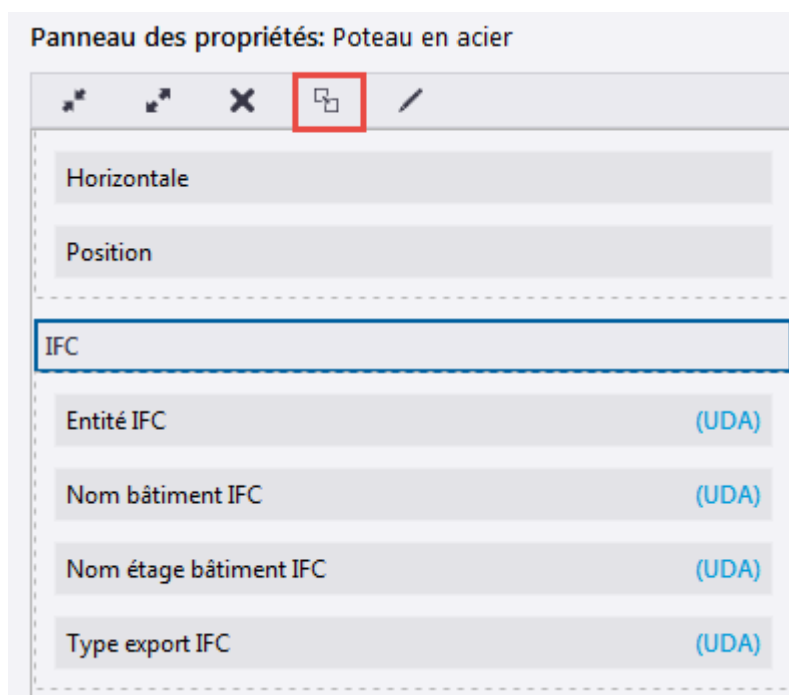 Panneau des propriétés: Poteau en acier
Horizontale
Position
IFC
Entité IFC (UDA)
Nom bâtiment IFC (UDA)
Nom étage bâtiment IFC (UDA)
Type export IFC (UDA)